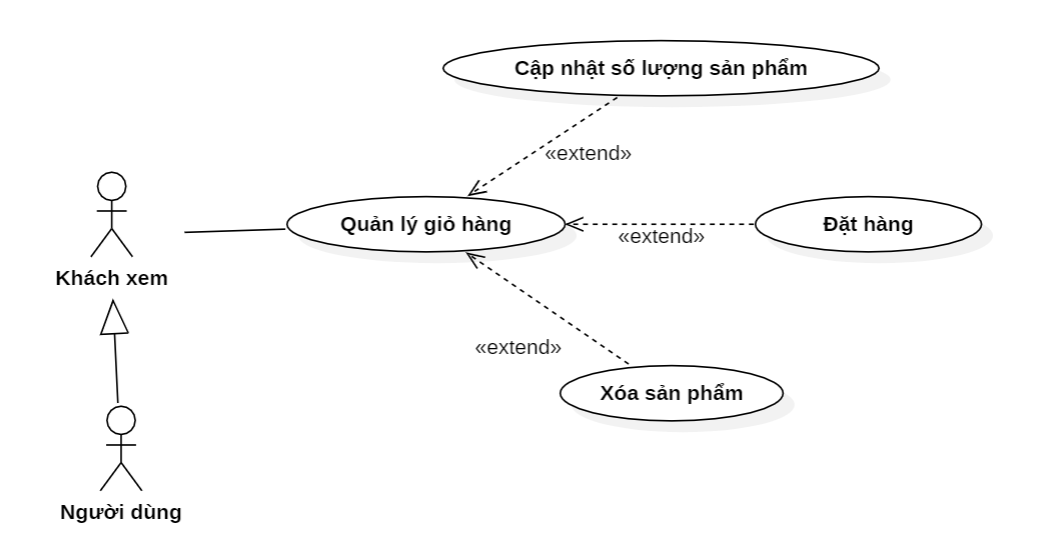 Cập nhật số lượng sản phẩm
«extend»
Quản lý giỏ hàng
Đặt hàng
«extend»
Khách xem
«extend»
Xóa sản phẩm
Người dùng